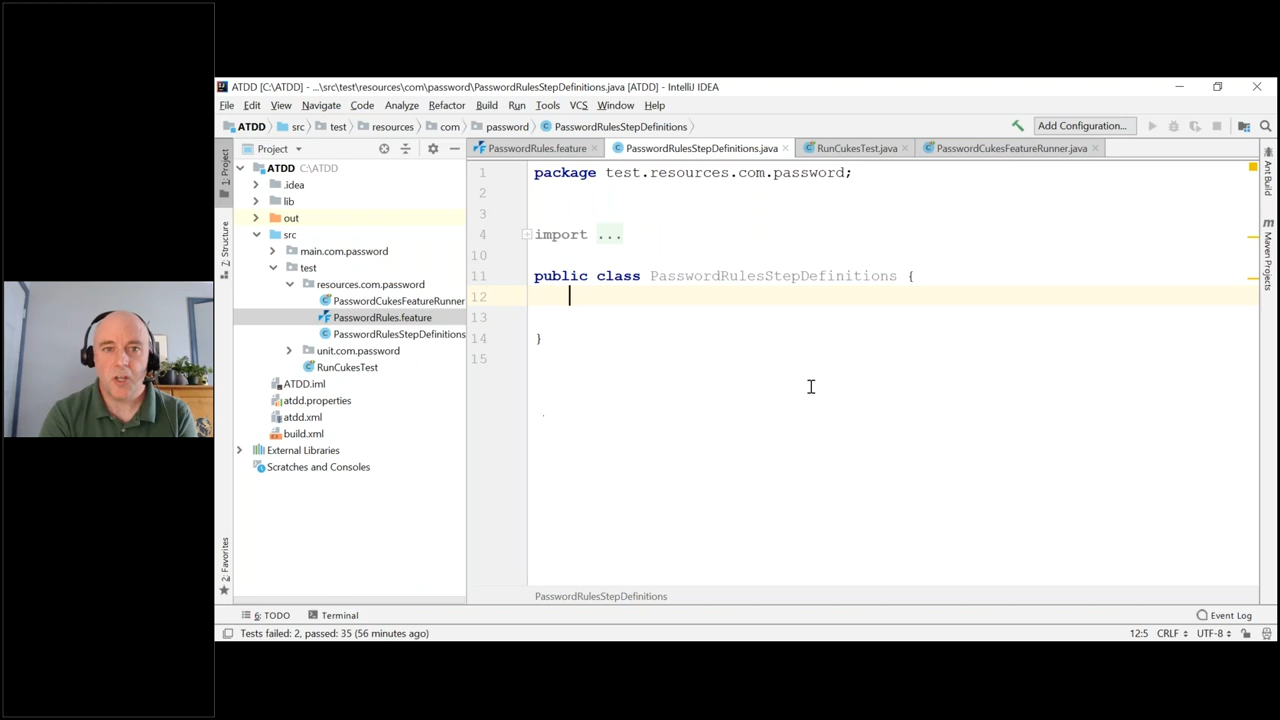 ATDD [C:\ATDD] - ...\src\test\resources\com\password\PasswordRulesStepDefinitions.java [ATDD] - IntelliJ IDEA
File Edit View Navigate Code Analyze Refactor Build Run Tools VCS Window Help
ATDD src test resources com password PasswordRulesStepDefinitions Add Configuration...
1: Project
Project
PasswordRules.feature PasswordRulesStepDefinitions.java RunCukesTest.java PasswordCukesFeatureRunner.java
ATDD C:\ATDD
.idea
lib
out
src
main.com.password
test
resources.com.password
PasswordCukesFeatureRunner
PasswordRules.feature
PasswordRulesStepDefinitions
unit.com.password
RunCukesTest
ATDD.iml
atdd.properties
atdd.xml
build.xml
External Libraries
Scratches and Consoles
7: Structure
2: Favorites
1 package test.resources.com.password;
2
3
4 import ...
10
11 public class PasswordRulesStepDefinitions {
12
13
14 }
15
Ant Build
Maven Projects
PasswordRulesStepDefinitions
6: TODO Terminal Event Log
Tests failed: 2, passed: 35 (56 minutes ago) 12:5 CRLF UTF-8